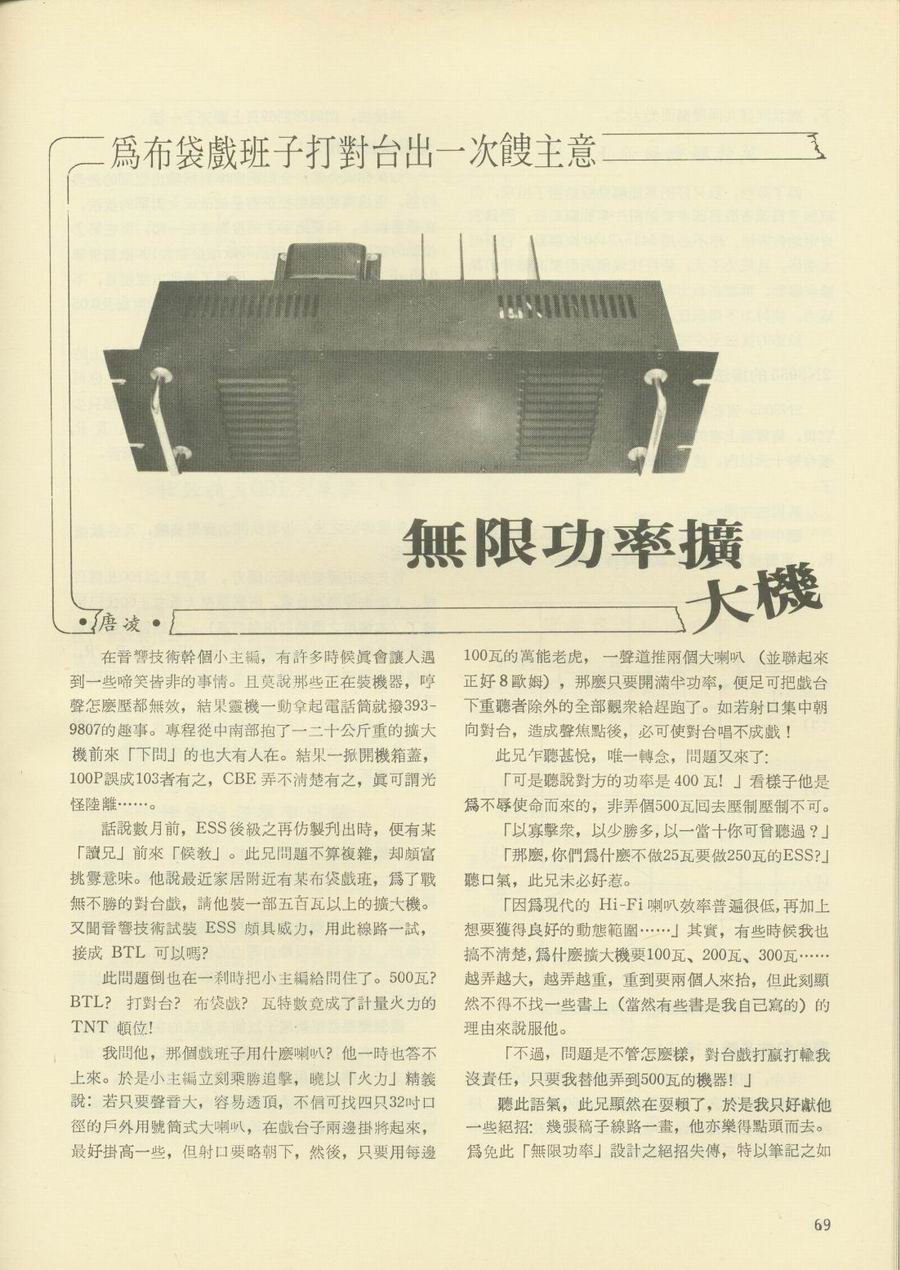 爲布袋戲班子打對台出一次餿主意
無限功率擴
大機
•唐凌•
在音響技術幹個小主編，有許多時候眞會讓人遇
到一些啼笑皆非的事情。且莫說那些正在裝機器，哼
聲怎麼壓都無效，結果靈機一動拿起電話筒就撥393-
9807的趣事。專程從中南部抱了一二十公斤重的擴大
機前來「下問」的也大有人在。結果一掀開機箱蓋，
100P誤成103者有之，CBE 弄不淸楚有之，眞可謂光
怪陸離……。
話說數月前，ESS後級之再仿製刋出時，便有某
「讀兄」前來「候敎」。此兄問題不算複雜，却頗富
挑釁意味。他說最近家居附近有某布袋戲班，爲了戰
無不勝的對台戲，請他裝一部五百瓦以上的擴大機。
又聞音響技術試裝 ESS 頗具威力，用此線路一試，
接成 BTL 可以嗎?
此問題倒也在一刹時把小主編給問住了。500瓦?
BTL? 打對台? 布袋戲? 瓦特數竟成了計量火力的
TNT 頓位!
我問他，那個戲班子用什麼喇叭? 他一時也答不
上來。於是小主編立刻乘勝追擊，曉以「火力」精義
說: 若只要聲音大，容易透頂，不信可找四只32吋口
徑的戶外用號筒式大喇叭，在戲台子兩邊掛將起來，
最好掛高一些，但射口要略朝下，然後，只要用每邊
100瓦的萬能老虎，一聲道推兩個大喇叭 （並聯起來
正好 8 歐姆) ，那麼只要開滿半功率，便足可把戲台
下重聽者除外的全部觀衆給趕跑了。如若射口集中朝
向對台，造成聲焦點後，必可使對台唱不成戲 !
此兄乍聽甚悅，唯一轉念，問題又來了:
「可是聽說對方的功率是 400 瓦! 」看樣子他是
爲不辱使命而來的，非弄個500瓦回去壓制壓制不可。
「以寡擊衆，以少勝多,以一當十你可曾聽過？」
「那麼,你們爲什麼不做25瓦要做250瓦的ESS?」
聽口氣，此兄未必好惹。
「因爲現代的 Hi-Fi 喇叭效率普遍很低,再加上
想要獲得良好的動態範圍……」其實，有些時候我也
搞不淸楚,爲什麼擴大機要100瓦、200瓦、300瓦……
越弄越大，越弄越重，重到要兩個人來抬，但此刻顯
然不得不找一些書上（當然有些書是我自己寫的）的
理由來說服他。
「不過，問題是不管怎麼樣，對台戲打贏打輸我
沒責任，只要我替他弄到500瓦的機器! 」
聽此語氣，此兄顯然在耍賴了，於是我只好獻他
一些絕招: 幾張稿子線路一畫，他亦樂得點頭而去。
爲免此「無限功率」設計之絕招失傳，特以筆記之如
69